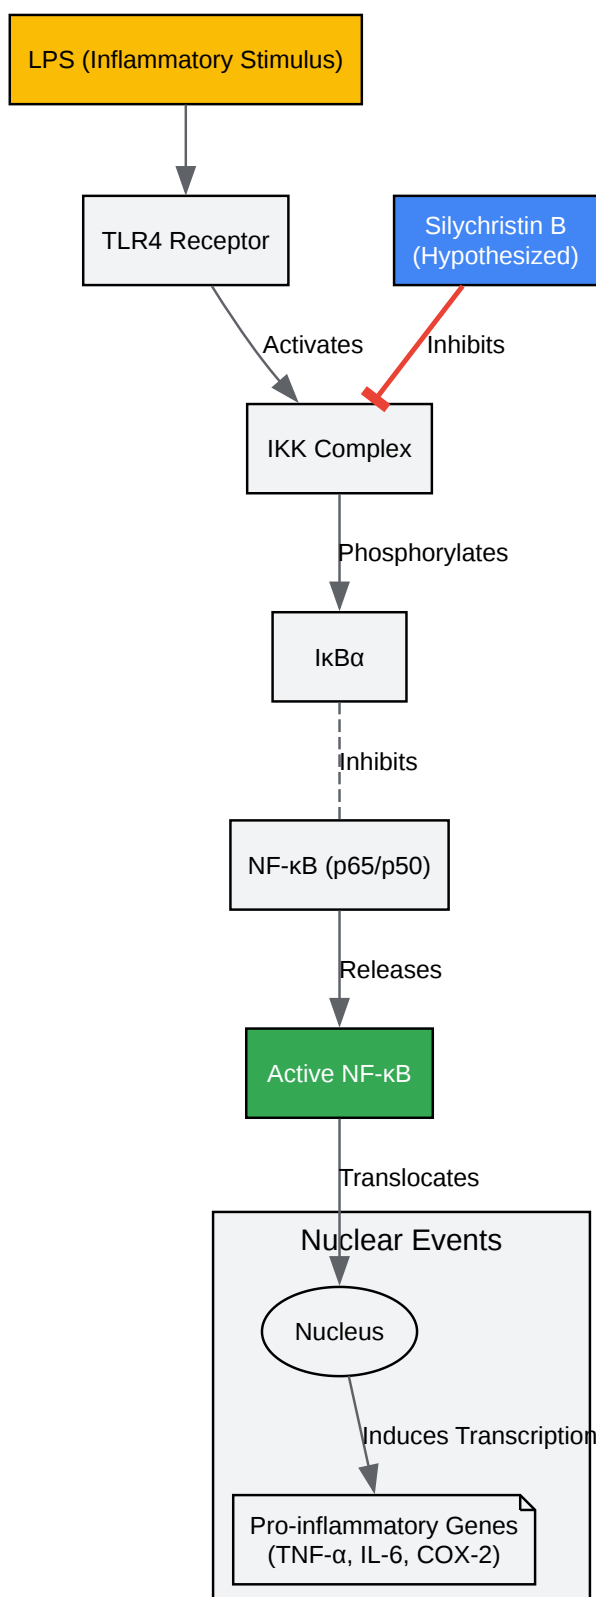 LPS (Inflammatory Stimulus)
TLR4 Receptor
Silychristin B
(Hypothesized)
Activates
Inhibits
IKK Complex
Phosphorylates
IκBα
Inhibits
NF-κB (p65/p50)
Releases
Active NF-κB
Translocates
Nuclear Events
Nucleus
Induces Transcription
Pro-inflammatory Genes
(TNF-α, IL-6, COX-2)